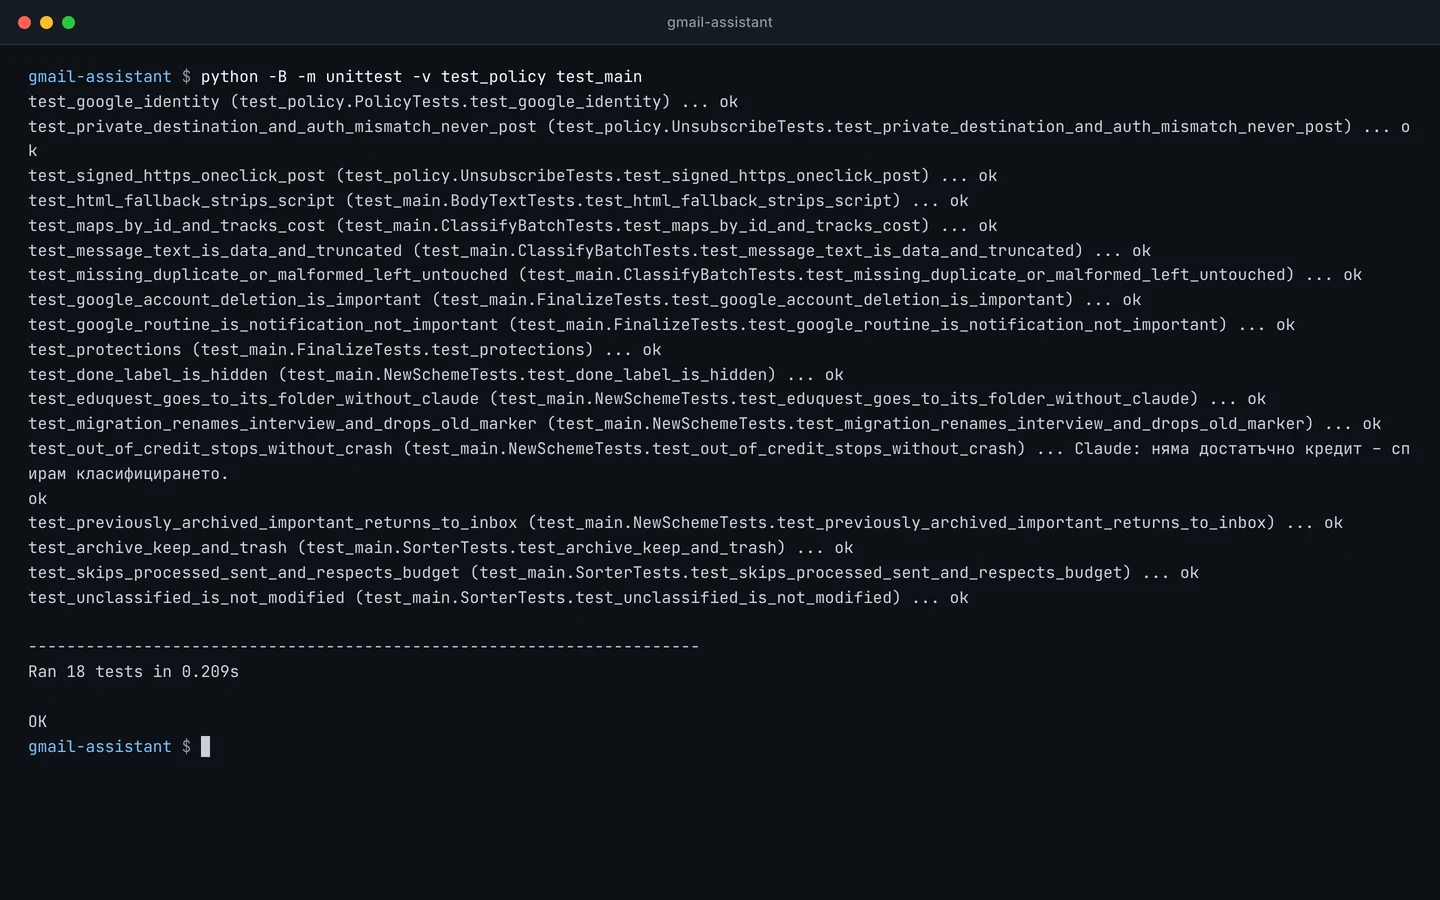 gmail-assistant
gmail-assistant $ python -B -m unittest -v test_policy test_main
test_google_identity (test_policy.PolicyTests.test_google_identity) ... ok
test_private_destination_and_auth_mismatch_never_post (test_policy.UnsubscribeTests.test_private_destination_and_auth_mismatch_never_post) ... o
k
test_signed_https_oneclick_post (test_policy.UnsubscribeTests.test_signed_https_oneclick_post) ... ok
test_html_fallback_strips_script (test_main.BodyTextTests.test_html_fallback_strips_script) ... ok
test_maps_by_id_and_tracks_cost (test_main.ClassifyBatchTests.test_maps_by_id_and_tracks_cost) ... ok
test_message_text_is_data_and_truncated (test_main.ClassifyBatchTests.test_message_text_is_data_and_truncated) ... ok
test_missing_duplicate_or_malformed_left_untouched (test_main.ClassifyBatchTests.test_missing_duplicate_or_malformed_left_untouched) ... ok
test_google_account_deletion_is_important (test_main.FinalizeTests.test_google_account_deletion_is_important) ... ok
test_google_routine_is_notification_not_important (test_main.FinalizeTests.test_google_routine_is_notification_not_important) ... ok
test_protections (test_main.FinalizeTests.test_protections) ... ok
test_done_label_is_hidden (test_main.NewSchemeTests.test_done_label_is_hidden) ... ok
test_eduquest_goes_to_its_folder_without_claude (test_main.NewSchemeTests.test_eduquest_goes_to_its_folder_without_claude) ... ok
test_migration_renames_interview_and_drops_old_marker (test_main.NewSchemeTests.test_migration_renames_interview_and_drops_old_marker) ... ok
test_out_of_credit_stops_without_crash (test_main.NewSchemeTests.test_out_of_credit_stops_without_crash) ... Claude: няма достатъчно кредит – сп
ирам класифицирането.
ok
test_previously_archived_important_returns_to_inbox (test_main.NewSchemeTests.test_previously_archived_important_returns_to_inbox) ... ok
test_archive_keep_and_trash (test_main.SorterTests.test_archive_keep_and_trash) ... ok
test_skips_processed_sent_and_respects_budget (test_main.SorterTests.test_skips_processed_sent_and_respects_budget) ... ok
test_unclassified_is_not_modified (test_main.SorterTests.test_unclassified_is_not_modified) ... ok
----------------------------------------------------------------------
Ran 18 tests in 0.209s
OK
gmail-assistant $